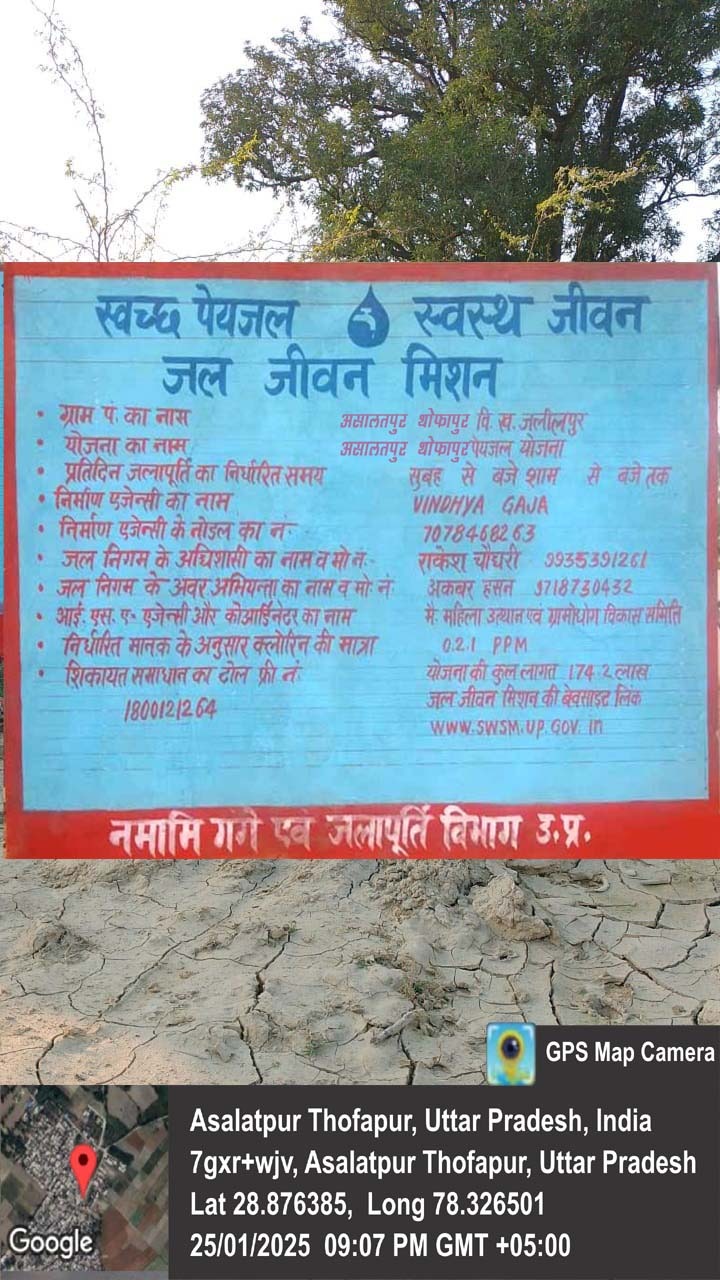 स्वच्छ पेयजल स्वस्थ जीवन
जल जीवन मिशन
• ग्राम पं. का नाम असालतपुर थोफापुर वि.ख. जलीलपुर
• योजना का नाम असालतपुर थोफापुर पेयजल योजना
• प्रतिदिन जलापूर्ति का निर्धारित समय सुबह से बजे शाम से बजे तक
• निर्माण एजेन्सी का नाम VINDHYA GAJA
• निर्माण एजेन्सी के नोडल का नं॰ 7078468263
• जल निगम के अधिशासी का नाम व मो नं॰ राकेश चौधरी 9935391261
• जल निगम के अवर अभियन्ता का नाम व मो: नं॰ अकबर हसन 9718730432
• आई. एस. ए॰ एजेन्सी और कोआर्डिनेटर का नाम मै: महिला उत्थान एवं ग्रामोधोग विकास समिति
• निर्धारित मानक के अनुसार क्लोरिन की मात्रा 0.2.1 PPM
• शिकायत समाधान का टोल फ्री नं॰ योजना की कुल लागत 174.2 लाख
1800121264 जल जीवन मिशन की वेवसाइट लिंक
www.SWSM.UP.GOV.in
नमामि गंगे एवं जलापूर्ति विभाग उ.प्र.
GPS Map Camera
Asalatpur Thofapur, Uttar Pradesh, India
7gxr+wjv, Asalatpur Thofapur, Uttar Pradesh
Lat 28.876385, Long 78.326501
25/01/2025 09:07 PM GMT +05:00
Google